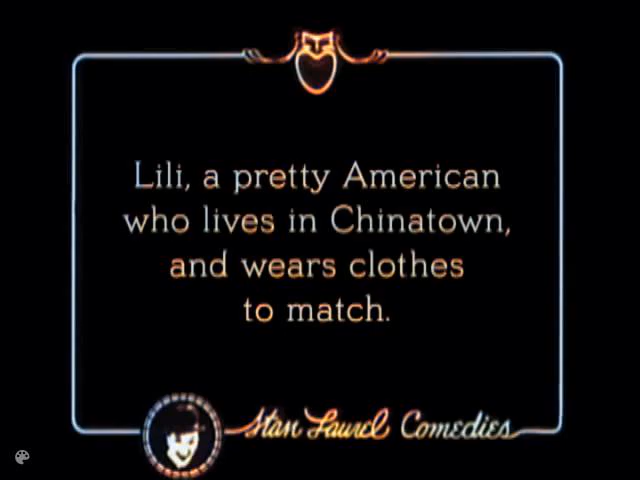 Lili, a pretty American
who lives in Chinatown,
and wears clothes
to match.
Stan Laurel Comedies